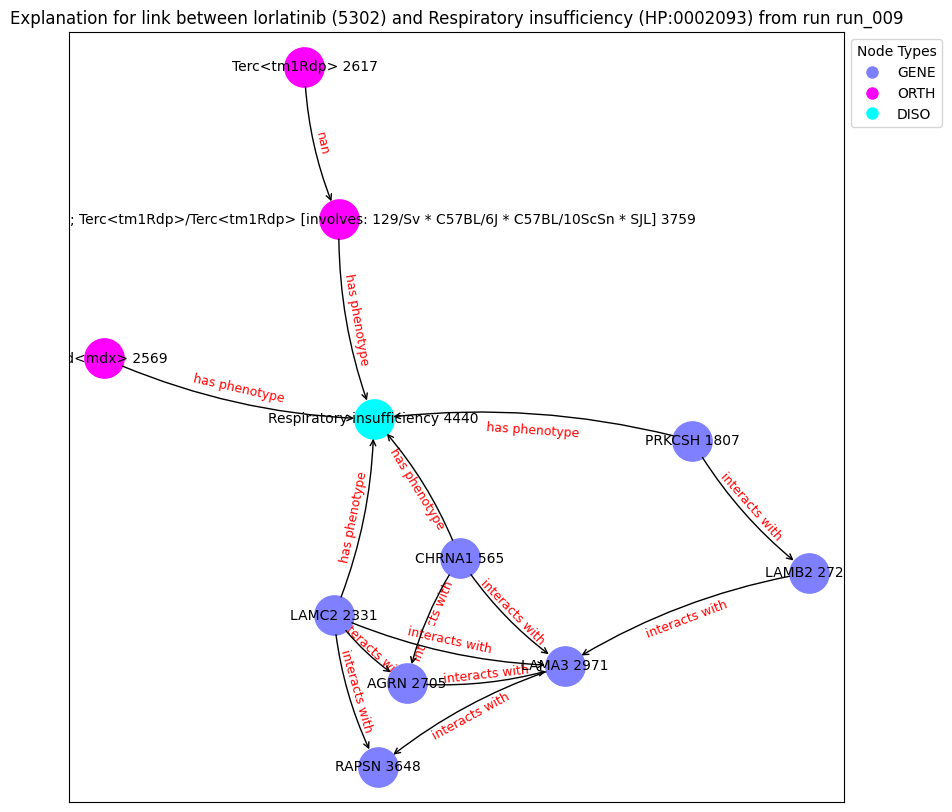 Explanation for link between lorlatinib (5302) and Respiratory insufficiency (HP:0002093) from run run_009
Node Types
GENE
ORTH
DISO
Terc<tm1Rdp> 2617
nan
; Terc<tm1Rdp>/Terc<tm1Rdp> [involves: 129/Sv * C57BL/6J * C57BL/10ScSn * SJL] 3759
has phenotype
d<mdx> 2569
has phenotype
Respiratory insufficiency 4440
has phenotype
PRKCSH 1807
has phenotype
interacts with
has phenotype
CHRNA1 565
LAMB2 272
interacts with
interacts with
LAMC2 2331
interacts with
interacts with
LAMA3 2971
AGRN 2705
interacts with
interacts with
interacts with
RAPSN 3648